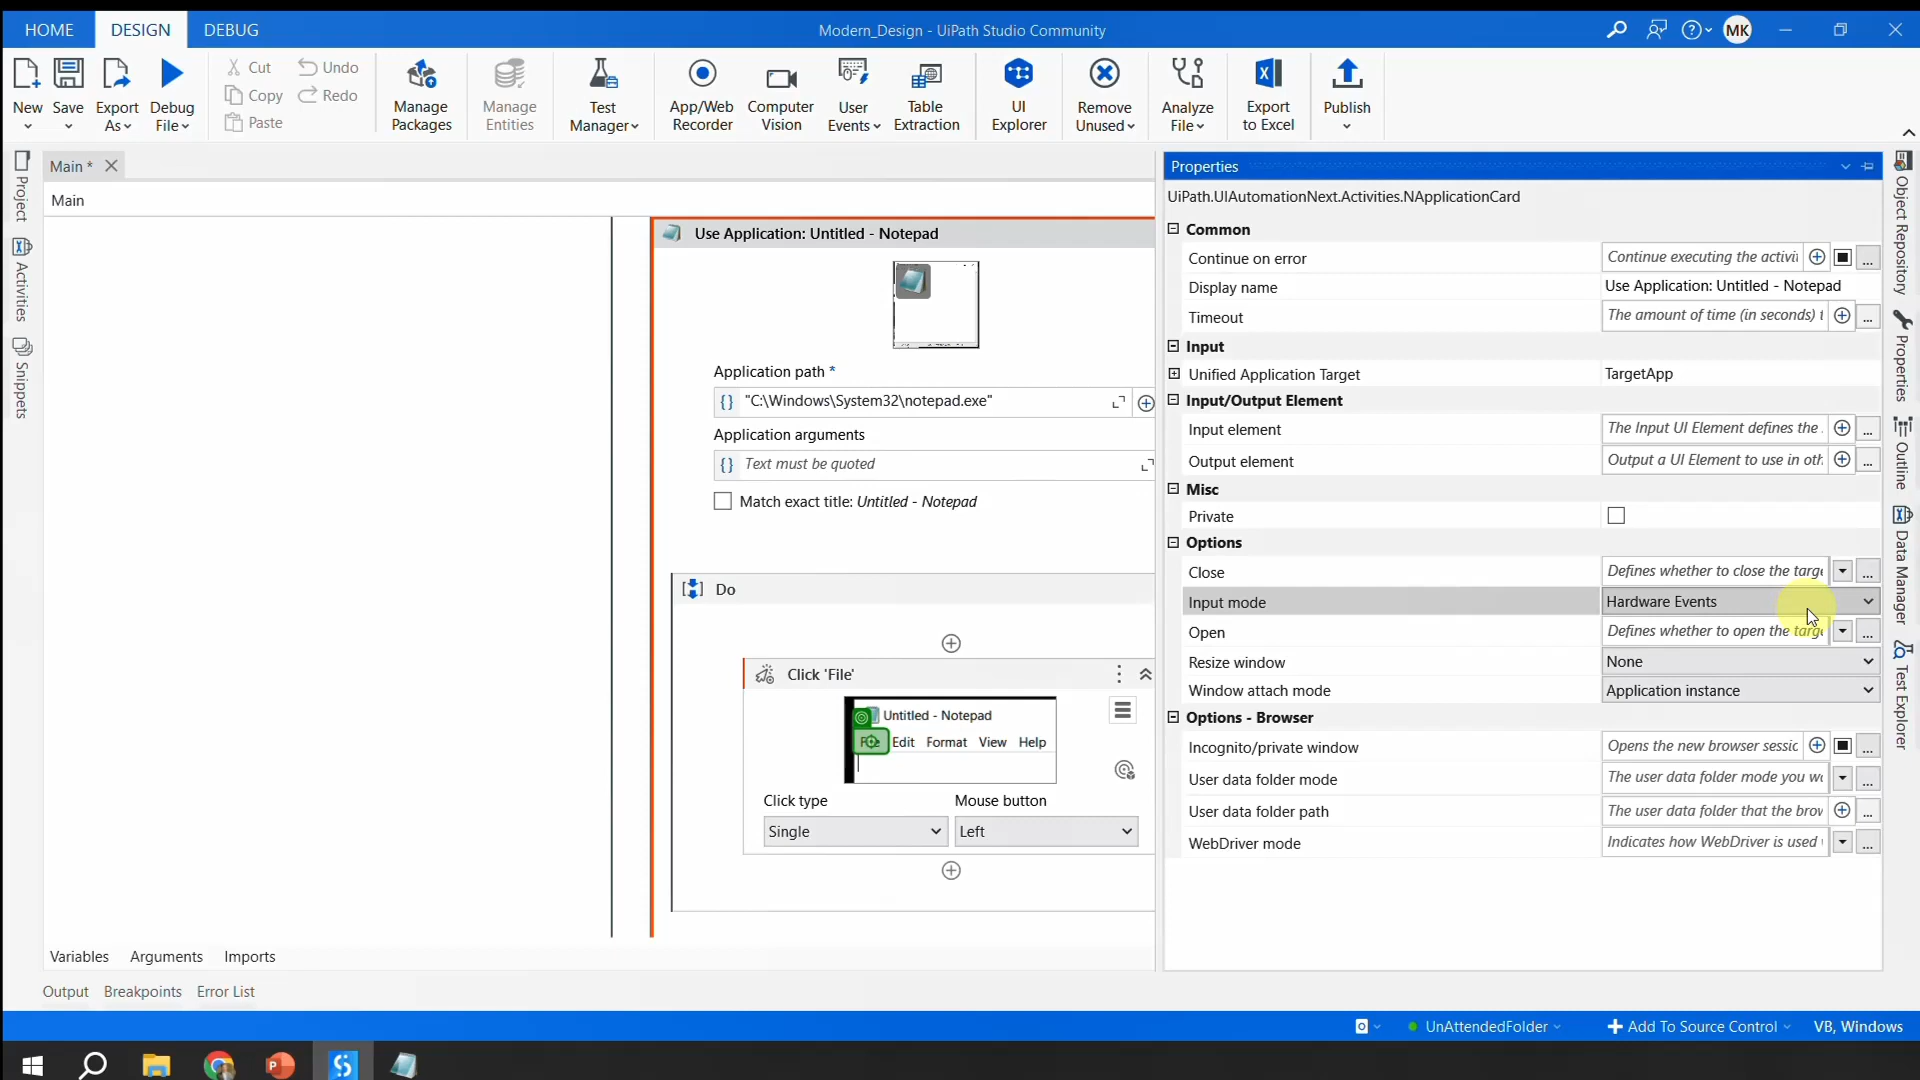 HOME DESIGN DEBUG
Modern_Design - UiPath Studio Community
MK
New
Save
Export As
Debug File
Cut
Copy
Paste
Undo
Redo
Manage Packages
Manage Entities
Test Manager
App/Web Recorder
Computer Vision
User Events
Table Extraction
UI Explorer
Remove Unused
Analyze File
Export to Excel
Publish
Project
Activities
Snippets
Main *
Main
Use Application: Untitled - Notepad
Application path *
"C:\Windows\System32\notepad.exe"
Application arguments
Text must be quoted
Match exact title: Untitled - Notepad
Do
Click 'File'
Untitled - Notepad
File Edit Format View Help
Click type
Mouse button
Single
Left
Variables Arguments Imports
Output Breakpoints Error List
Properties
UiPath.UIAutomationNext.Activities.NApplicationCard
Common
Continue on error
Continue executing the activi
...
Display name
Use Application: Untitled - Notepad
Timeout
The amount of time (in seconds) t
...
Input
Unified Application Target
TargetApp
Input/Output Element
Input element
The Input UI Element defines the
...
Output element
Output a UI Element to use in oth
...
Misc
Private
Options
Close
Defines whether to close the targe
...
Input mode
Hardware Events
Open
Defines whether to open the targe
...
Resize window
None
Window attach mode
Application instance
Options - Browser
Incognito/private window
Opens the new browser sessic
...
User data folder mode
The user data folder mode you wo
...
User data folder path
The user data folder that the brow
...
WebDriver mode
Indicates how WebDriver is used
...
Object Repository
Properties
Outline
Data Manager
Test Explorer
UnAttendedFolder
Add To Source Control
VB, Windows